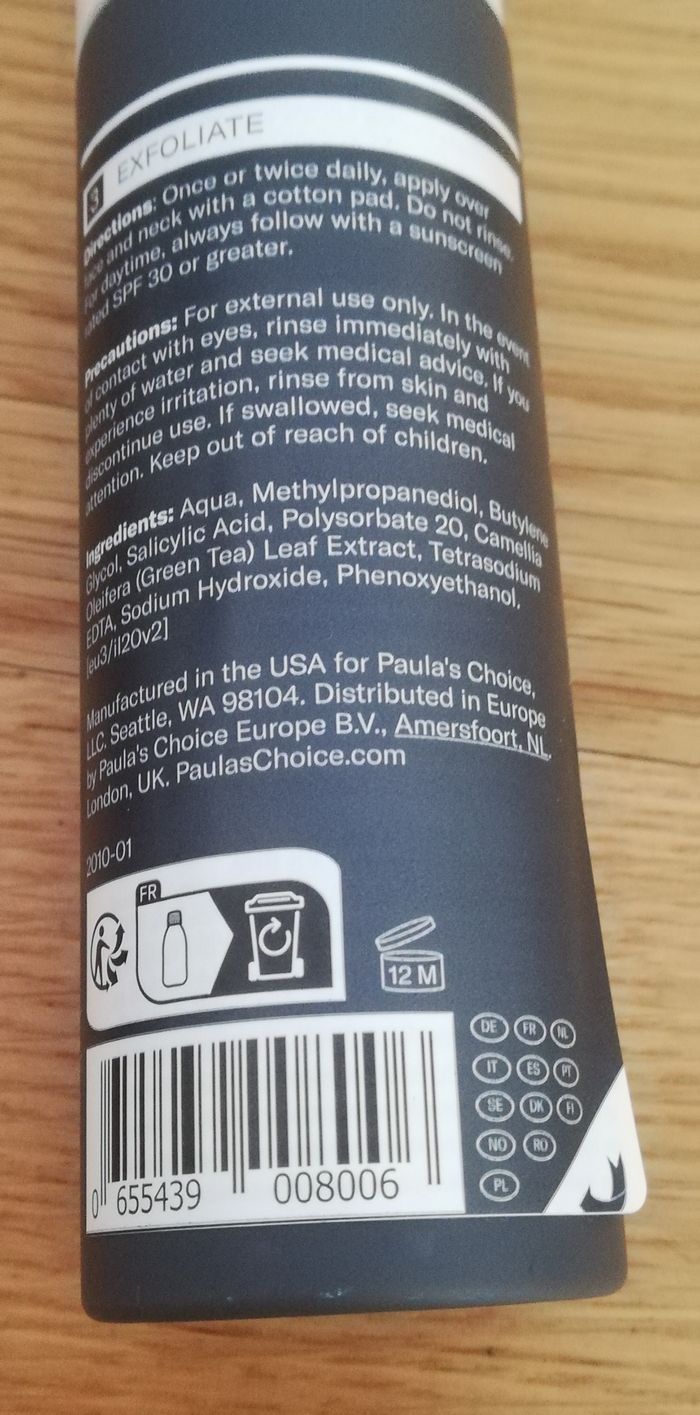 3 EXFOLIATE
Directions: Once or twice daily, apply over
face and neck with a cotton pad. Do not rinse.
For daytime, always follow with a sunscreen
rated SPF 30 or greater.
Precautions: For external use only. In the event
of contact with eyes, rinse immediately with
plenty of water and seek medical advice. If you
experience irritation, rinse from skin and
discontinue use. If swallowed, seek medical
attention. Keep out of reach of children.
Ingredients: Aqua, Methylpropanediol, Butylene
Glycol, Salicylic Acid, Polysorbate 20, Camellia
Oleifera (Green Tea) Leaf Extract, Tetrasodium
EDTA, Sodium Hydroxide, Phenoxyethanol.
[eu3/il20v2]
Manufactured in the USA for Paula's Choice,
LLC. Seattle, WA 98104. Distributed in Europe
by Paula's Choice Europe B.V., Amersfoort, NL.
London, UK. PaulasChoice.com
2010-01
FR
12 M
DE FR NL
IT ES PT
SE DK FI
NO RO
PL
0 655439 008006